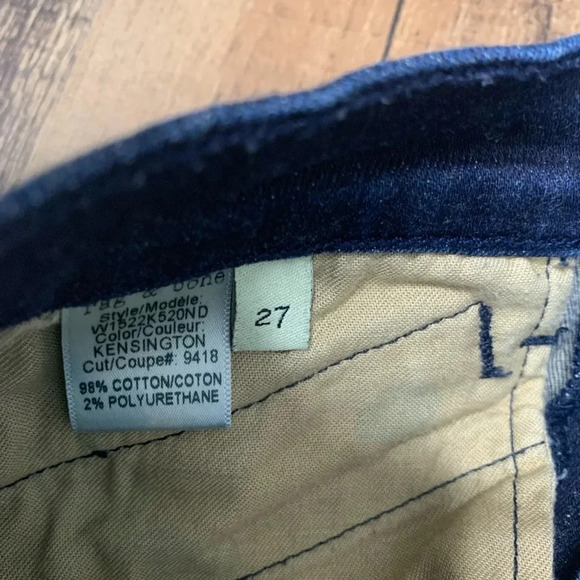 rag & bone
Style/Modèle:
W1522K520ND
Color/Couleur:
KENSINGTON
Cut/Coupe#: 9418
98% COTTON/COTON
2% POLYURETHANE
27